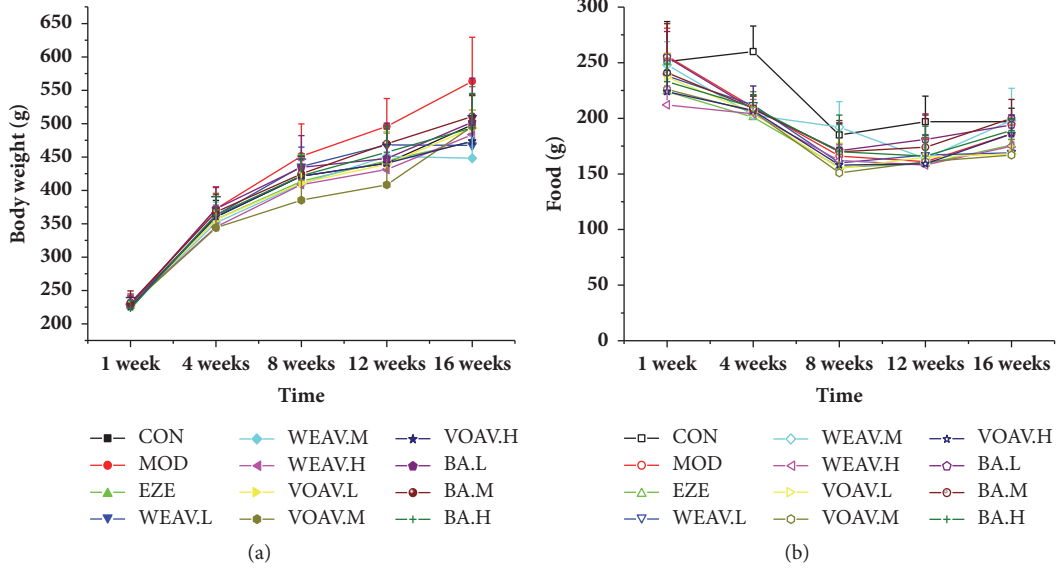 650
600
550
500
450
400
350
300
250
200
Body weight (g)
1 week 4 weeks 8 weeks 12 weeks 16 weeks
Time
CON WEAV.M VOAV.H
MOD WEAV.H BA.L
EZE VOAV.L BA.M
WEAV.L VOAV.M BA.H
(a)
300
250
200
150
100
50
0
Food (g)
1 week 4 weeks 8 weeks 12 weeks 16 weeks
Time
CON WEAV.M VOAV.H
MOD WEAV.H BA.L
EZE VOAV.L BA.M
WEAV.L VOAV.M BA.H
(b)